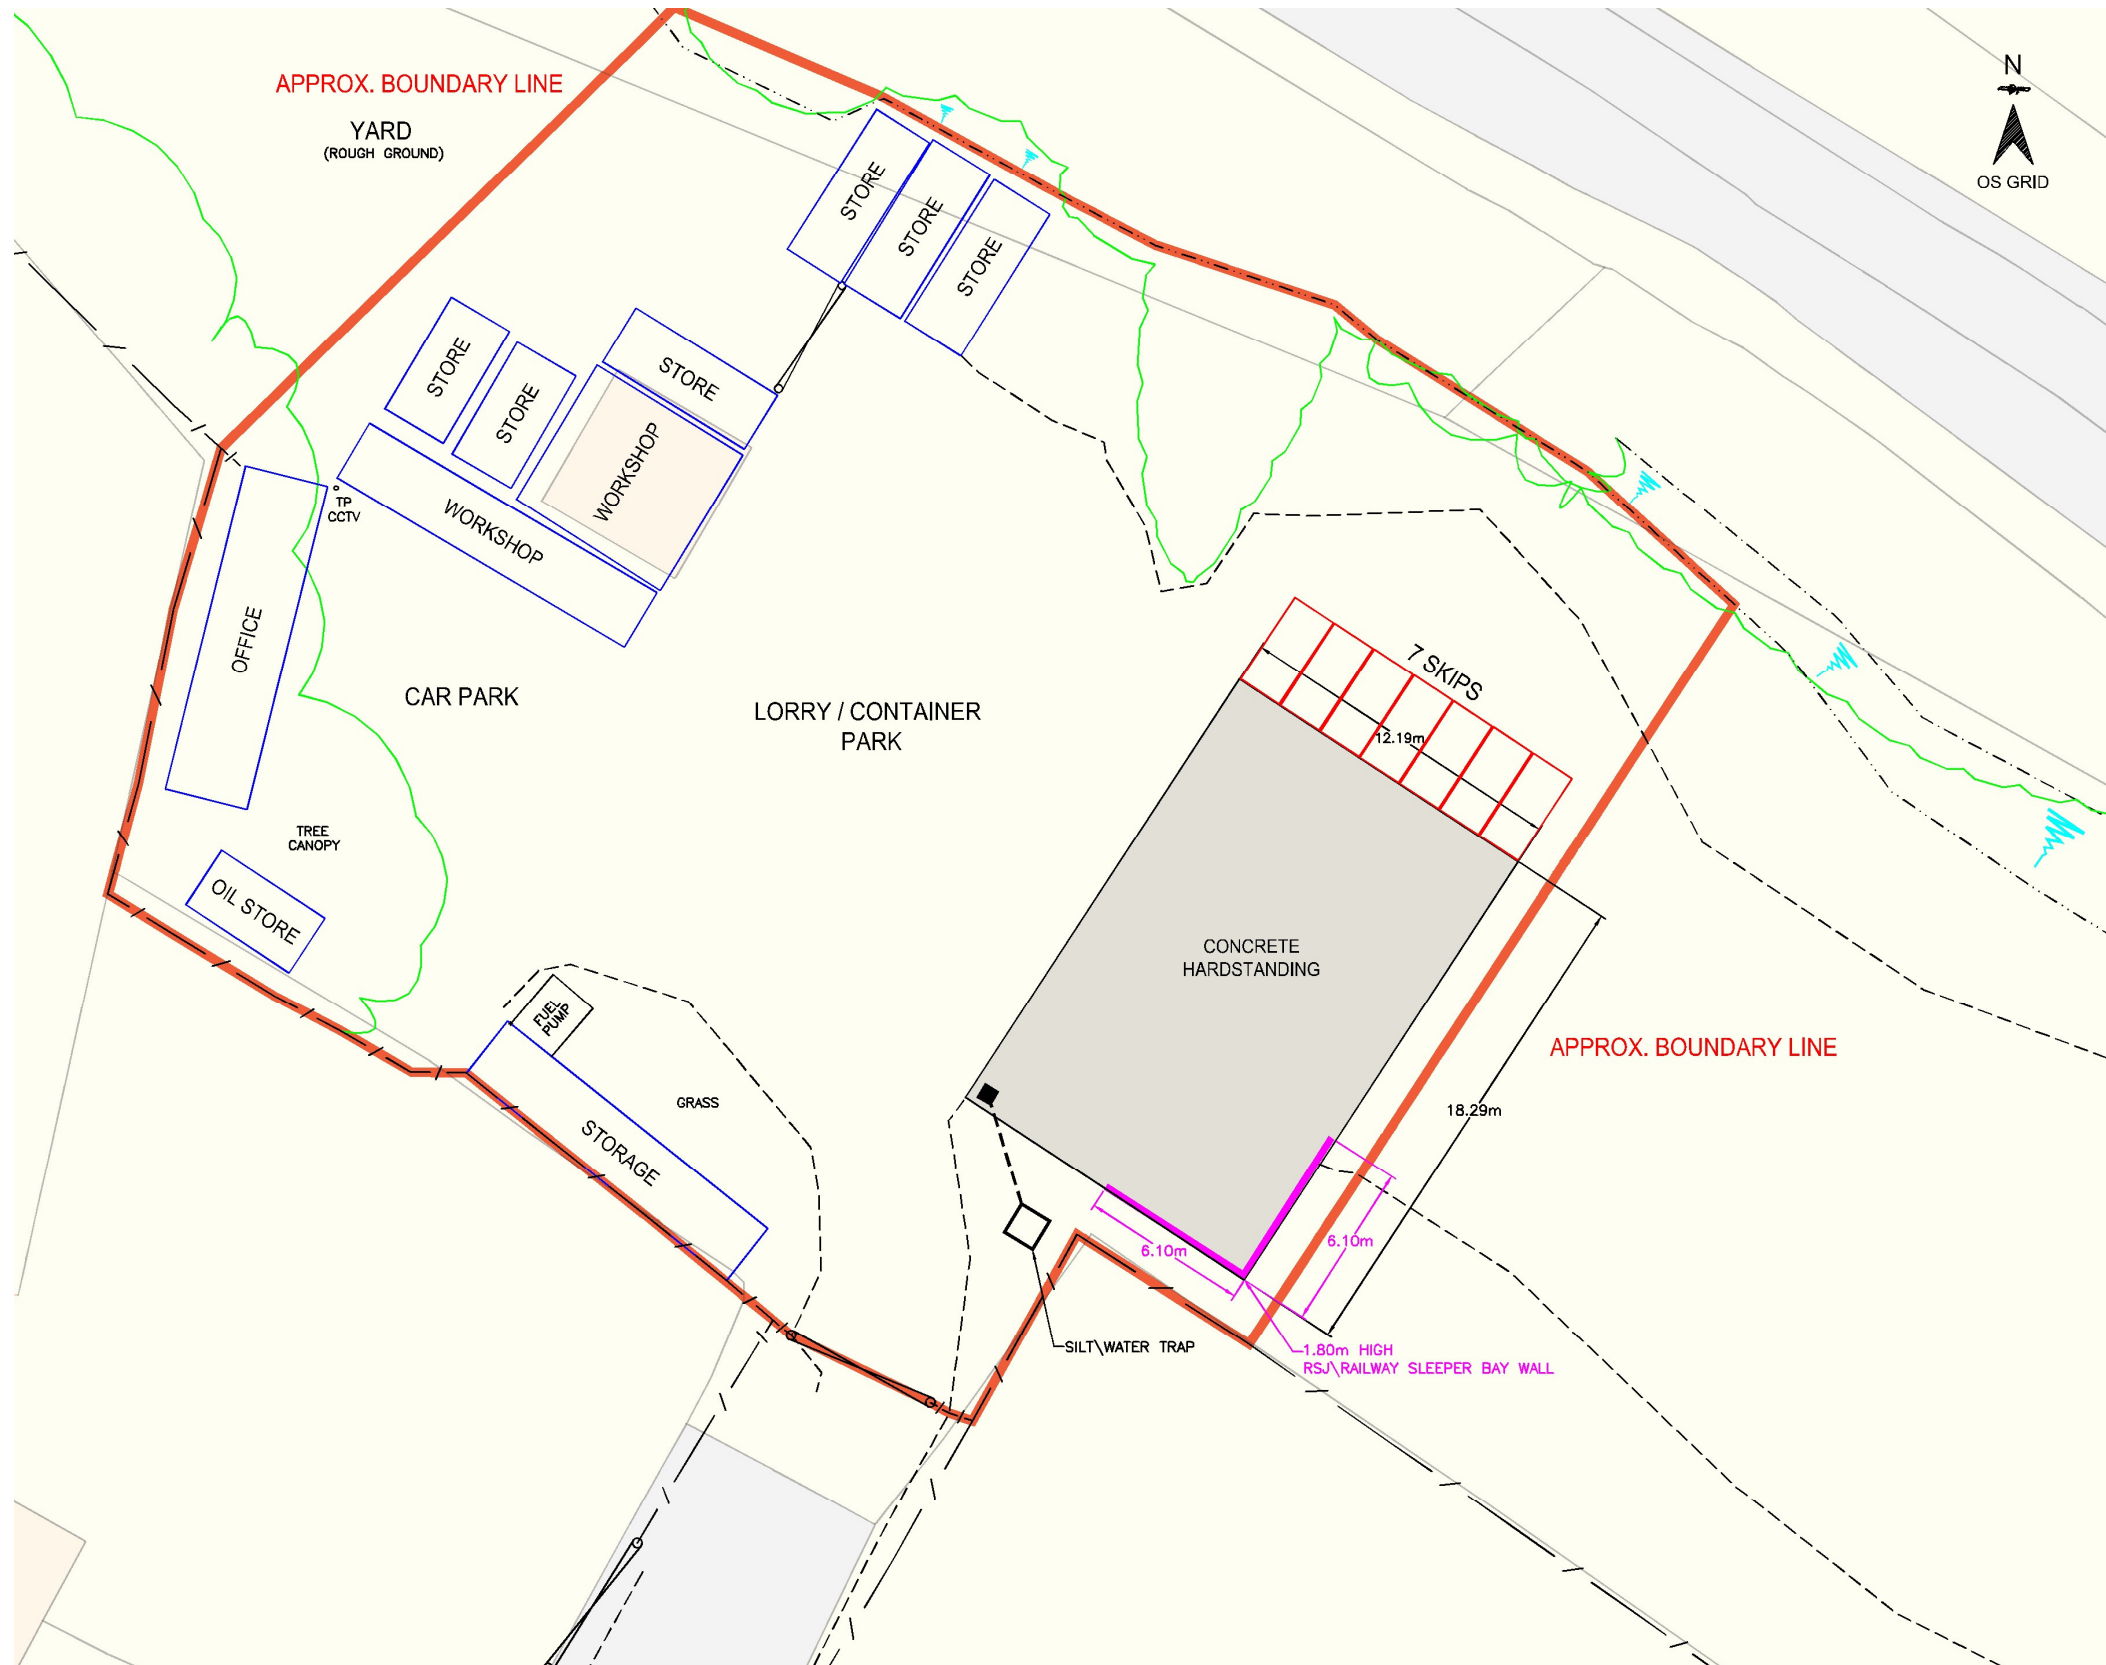 APPROX. BOUNDARY LINE
YARD
(ROUGH GROUND)
N
OS GRID
STORE
STORE
STORE
STORE
STORE
STORE
WORKSHOP
WORKSHOP
TP
CCTV
OFFICE
CAR PARK
LORRY / CONTAINER
PARK
7 SKIPS
12.19m
TREE
CANOPY
OIL STORE
CONCRETE
HARDSTANDING
FUEL
PUMP
GRASS
STORAGE
APPROX. BOUNDARY LINE
18.29m
6.10m
6.10m
SILT\WATER TRAP
1.80m HIGH
RSJ\RAILWAY SLEEPER BAY WALL